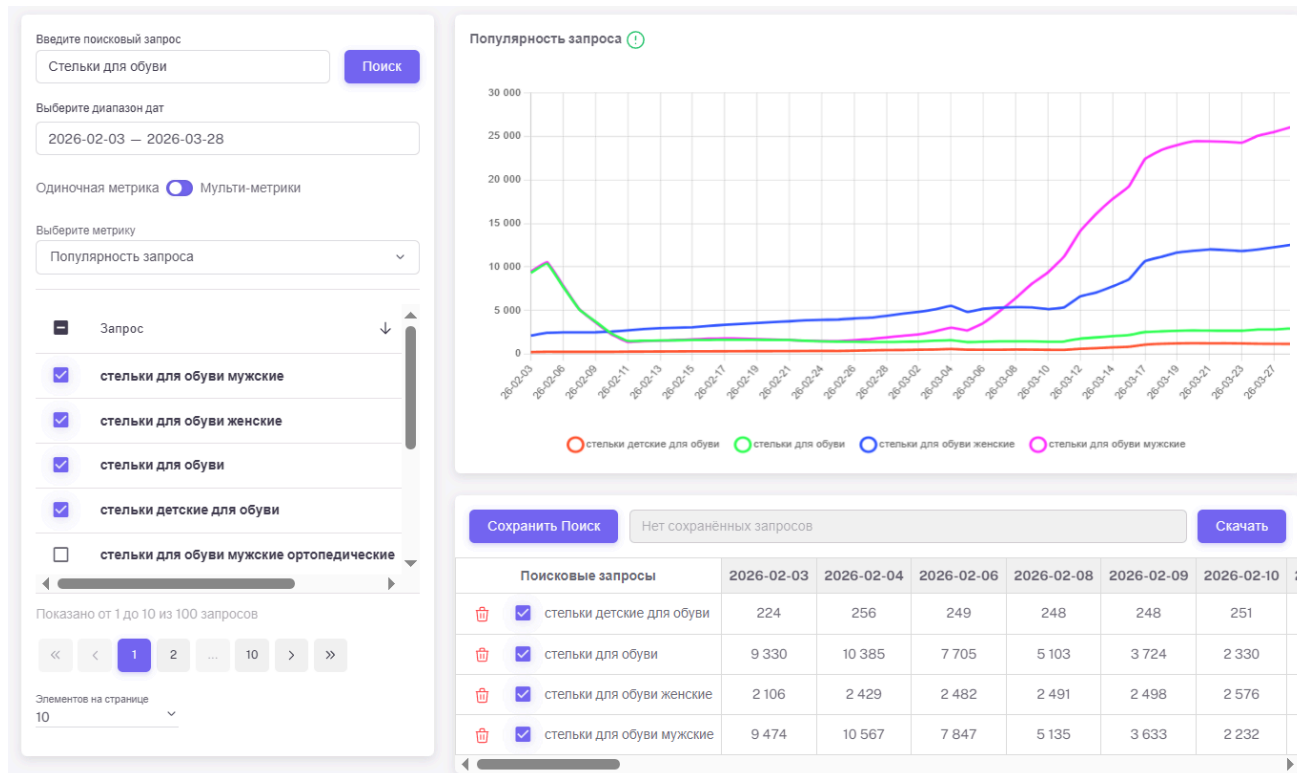 Введите поисковый запрос
Стельки для обуви
Поиск
Выберите диапазон дат
2026-02-03 — 2026-03-28
Одиночная метрика Мульти-метрики
Выберите метрику
Популярность запроса
Запрос
стельки для обуви мужские
стельки для обуви женские
стельки для обуви
стельки детские для обуви
стельки для обуви мужские ортопедические
Показано от 1 до 10 из 100 запросов
« ‹ 1 2 ... 10 › »
Элементов на странице
10
Популярность запроса
30 000
25 000
20 000
15 000
10 000
5 000
0
26-02-03 26-02-06 26-02-09 26-02-11 26-02-13 26-02-15 26-02-17 26-02-19 26-02-21 26-02-24 26-02-26 26-02-28 26-03-02 26-03-04 26-03-06 26-03-08 26-03-10 26-03-12 26-03-14 26-03-17 26-03-19 26-03-21 26-03-23 26-03-27
стельки детские для обуви стельки для обуви стельки для обуви женские стельки для обуви мужские
Сохранить Поиск Нет сохранённых запросов Скачать
Поисковые запросы 2026-02-03 2026-02-04 2026-02-06 2026-02-08 2026-02-09 2026-02-10
стельки детские для обуви 224 256 249 248 248 251
стельки для обуви 9 330 10 385 7 705 5 103 3 724 2 330
стельки для обуви женские 2 106 2 429 2 482 2 491 2 498 2 576
стельки для обуви мужские 9 474 10 567 7 847 5 135 3 633 2 232